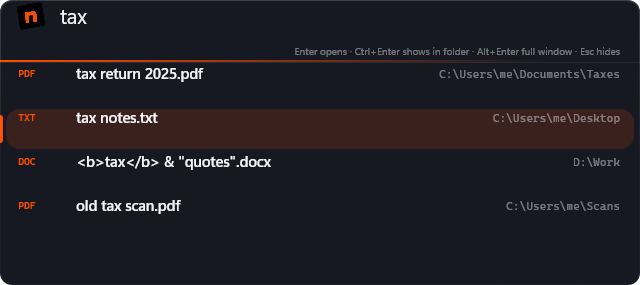 n tax
Enter opens · Ctrl+Enter shows in folder · Alt+Enter full window · Esc hides
PDF tax return 2025.pdf C:\Users\me\Documents\Taxes
TXT tax notes.txt C:\Users\me\Desktop
DOC <b>tax</b> & "quotes".docx D:\Work
PDF old tax scan.pdf C:\Users\me\Scans